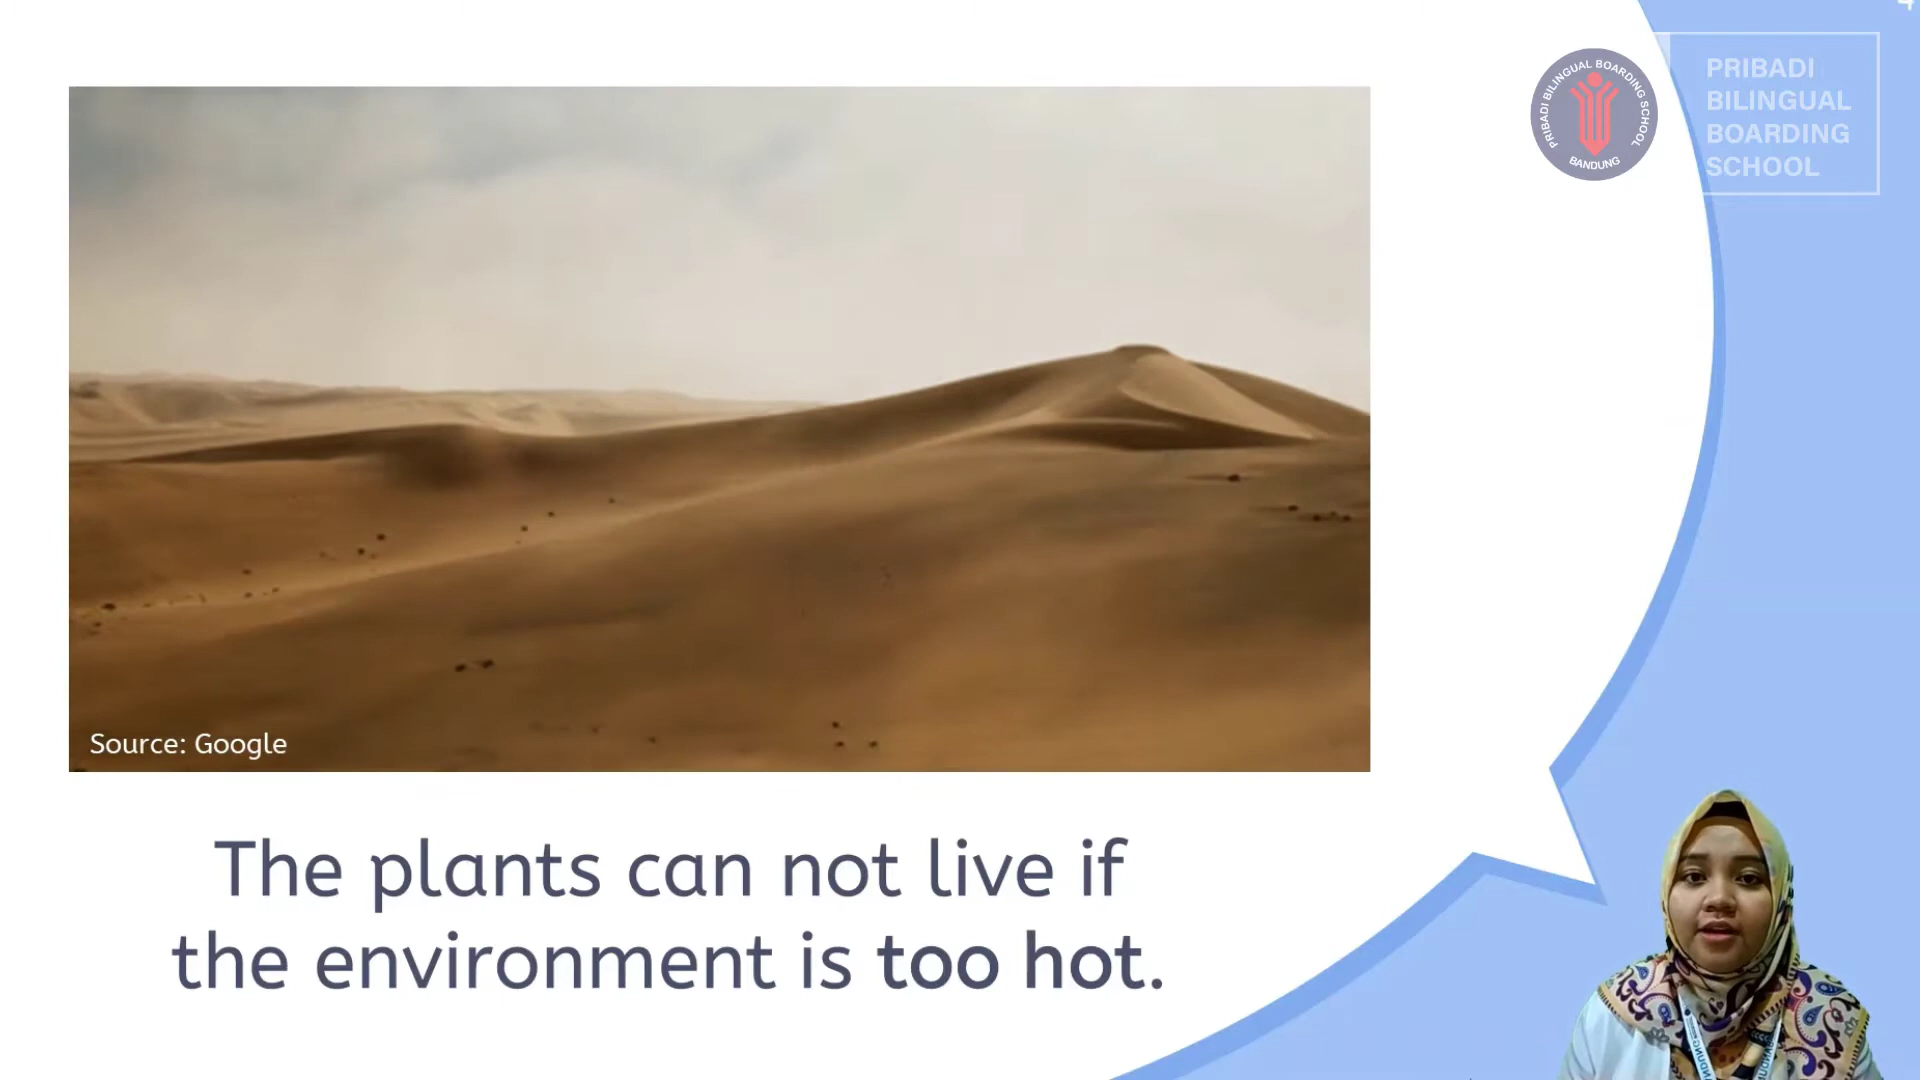 PRIBADI BILINGUAL BOARDING SCHOOL
BANDUNG
PRIBADI
BILINGUAL
BOARDING
SCHOOL
Source: Google
The plants can not live if
the environment is too hot.